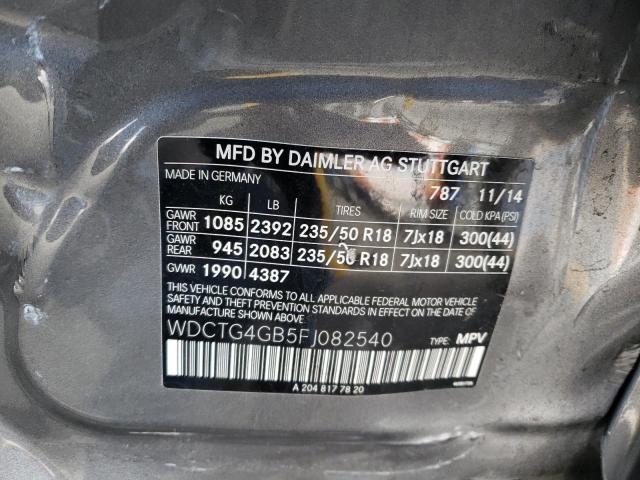 MFD BY DAIMLER AG STUTTGART
MADE IN GERMANY 787 11/14
KG LB TIRES RIM SIZE COLD KPA (PSI)
GAWR FRONT 1085 2392 235/50 R18 7Jx18 300(44)
GAWR REAR 945 2083 235/50 R18 7Jx18 300(44)
GVWR 1990 4387
THIS VEHICLE CONFORMS TO ALL APPLICABLE FEDERAL MOTOR VEHICLE
SAFETY AND THEFT PREVENTION STANDARDS IN EFFECT ON THE DATE OF
MANUFACTURE SHOWN ABOVE.
WDCTG4GB5FJ082540 TYPE: MPV
A 204 817 78 20